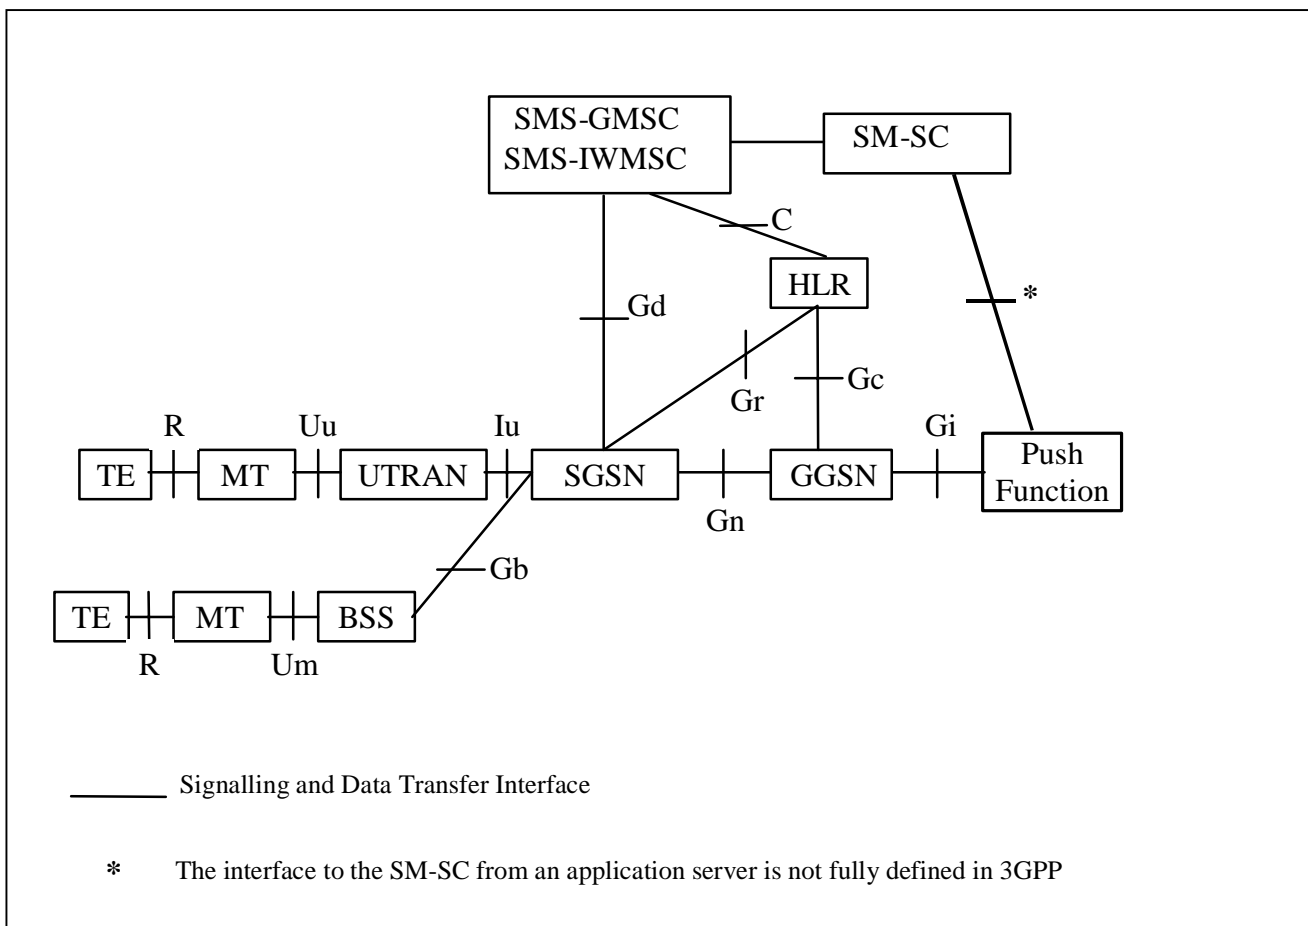 SMS-GMSC
SMS-IWMSC
SM-SC
C
HLR
*
Gd
Gr
Gc
R
Uu
Iu
Gi
TE
MT
UTRAN
SGSN
GGSN
Push
Function
Gn
Gb
TE
MT
BSS
R
Um
Signalling and Data Transfer Interface
* The interface to the SM-SC from an application server is not fully defined in 3GPP